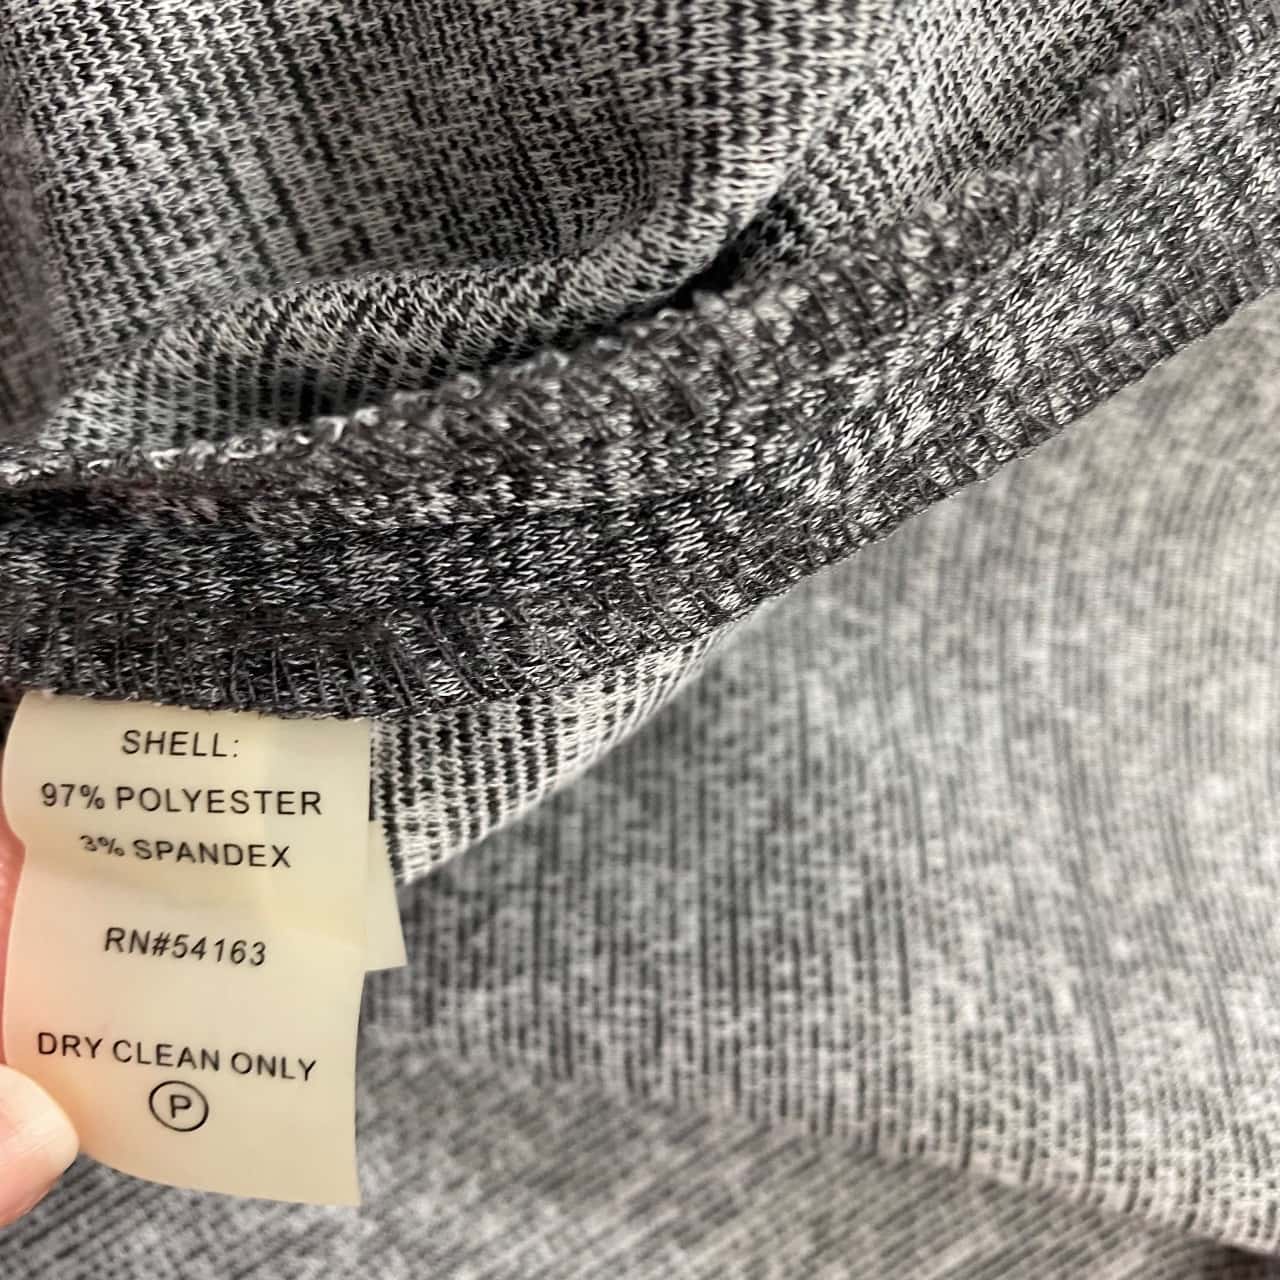 SHELL:
97% POLYESTER
3% SPANDEX
RN#54163
DRY CLEAN ONLY
P